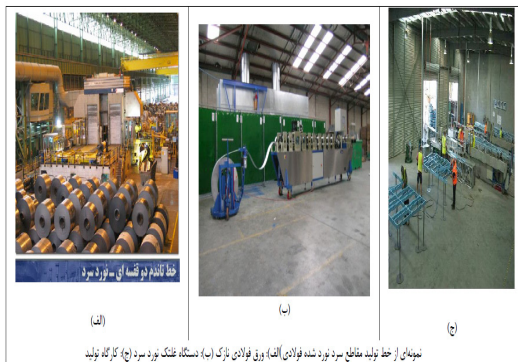 خط تاندم دو قفسه ای ــ نورد سرد
(الف)
(ب)
(ج)
نمونه‌ای از خط تولید مقاطع سرد نورد شده فولادی)الف): ورق فولادی نازک (ب): دستگاه غلتک نورد سرد (ج): کارگاه تولید